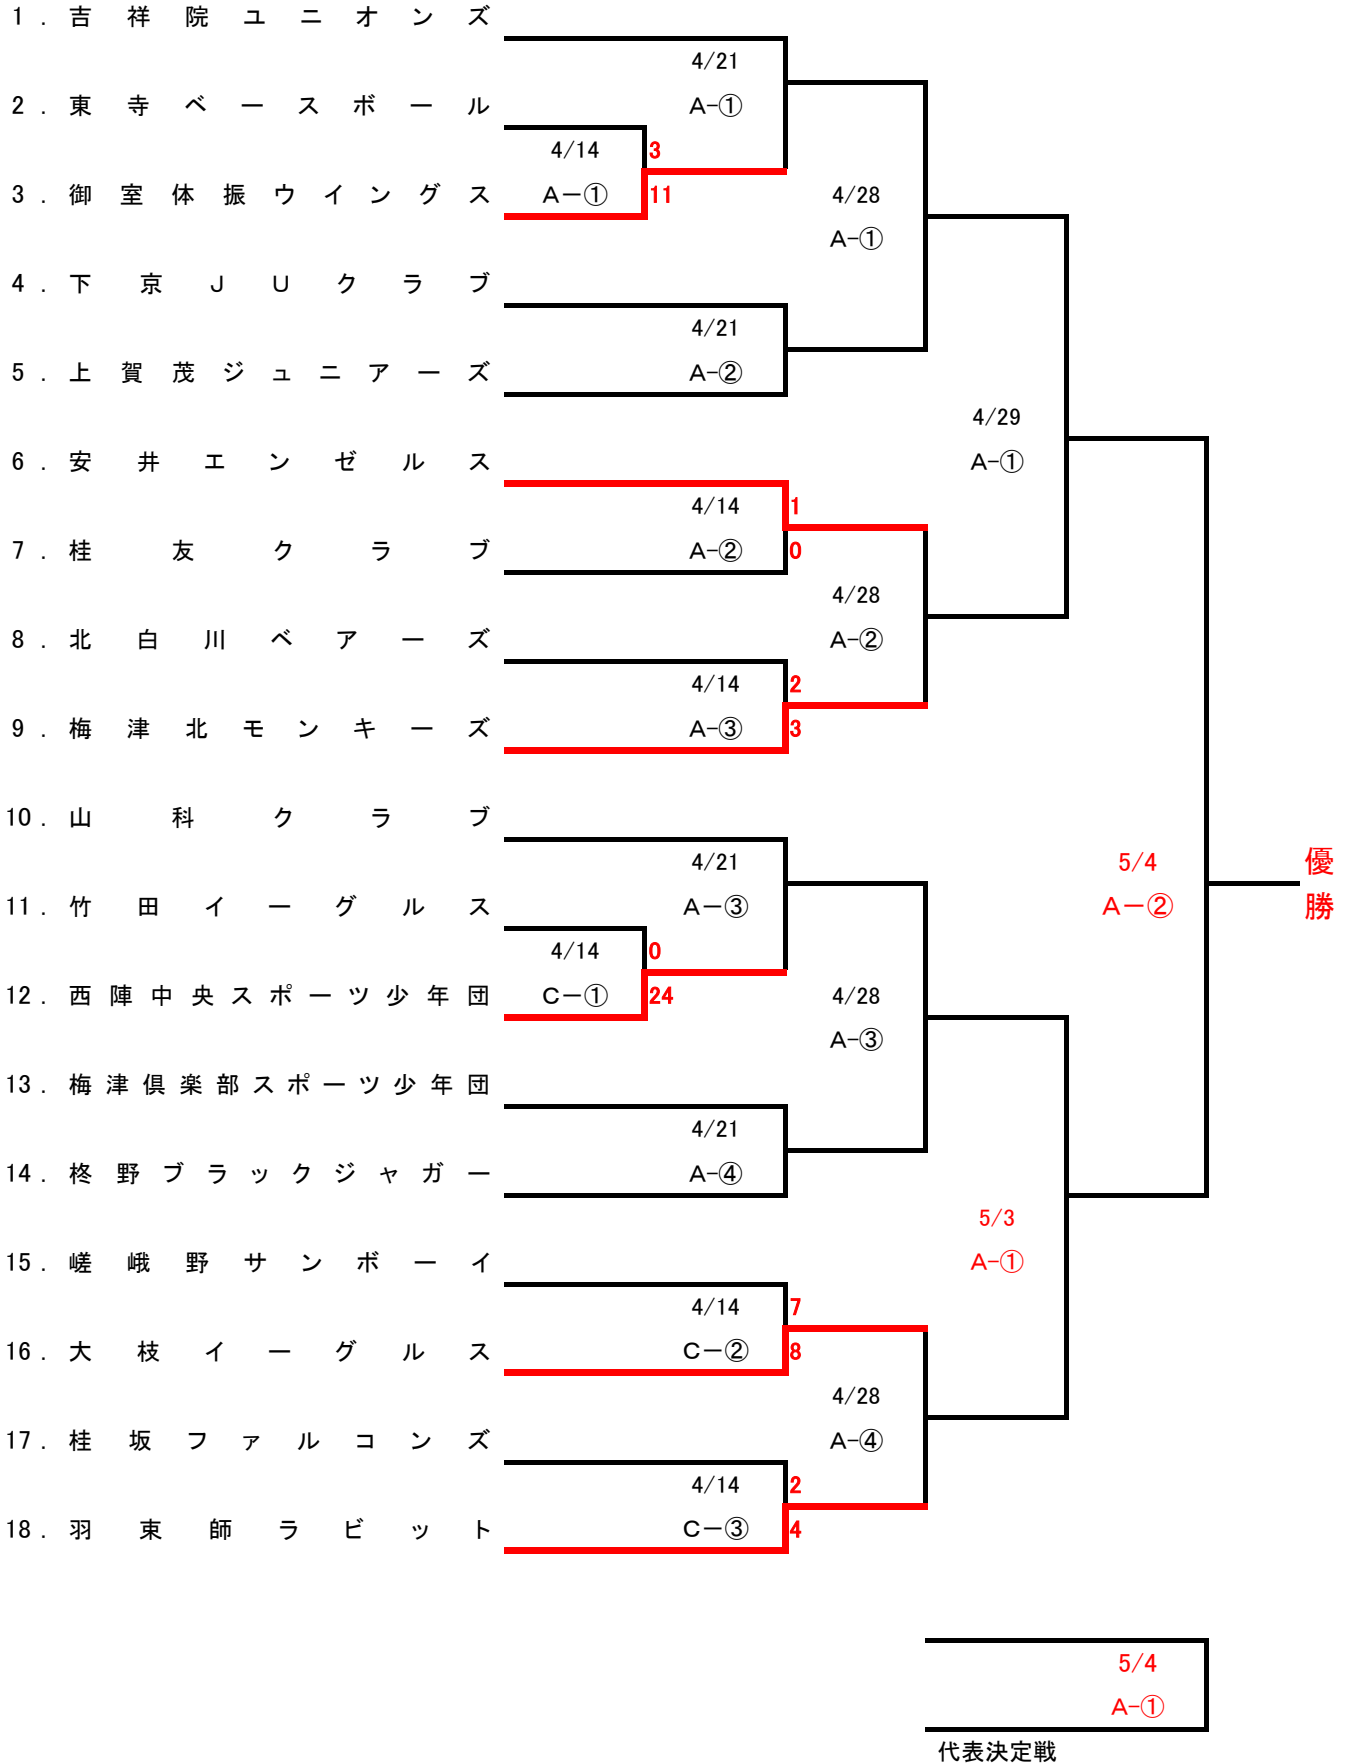 1. 吉祥院ユニオンズ
4/21
2. 東寺ベースボール
A-①
4/14
3
3. 御室体振ウイングス
A-①
11
4/28
A-①
4. 下京JUクラブ
4/21
5. 上賀茂ジュニアーズ
A-②
4/29
6. 安井エンゼルス
A-①
4/14
1
7. 桂友クラブ
A-②
0
4/28
8. 北白川ベアーズ
A-②
4/14
2
9. 梅津北モンキーズ
A-③
3
10. 山科クラブ
4/21
5/4
優勝
11. 竹田イーグルス
A-③
A-②
4/14
0
12. 西陣中央スポーツ少年団
C-①
24
4/28
A-③
13. 梅津倶楽部スポーツ少年団
4/21
14. 柊野ブラックジャガー
A-④
5/3
15. 嵯峨野サンボーイ
A-①
4/14
7
16. 大枝イーグルス
C-②
8
4/28
17. 桂坂ファルコンズ
A-④
4/14
2
18. 羽束師ラビット
C-③
4
5/4
A-①
代表決定戦